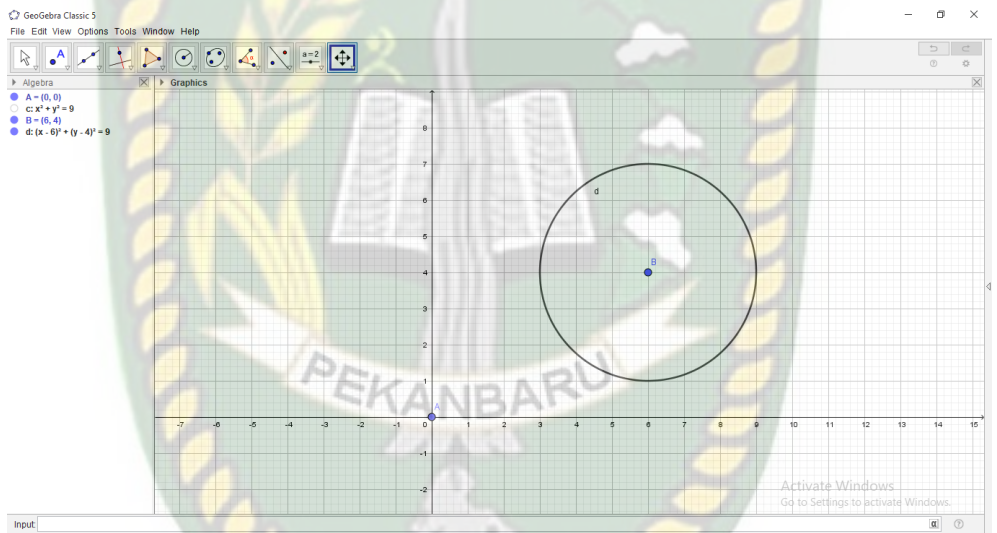 GeoGebra Classic 5
File Edit View Options Tools Window Help
A
α
a=2
Algebra
Graphics
A = (0, 0)
c: x² + y² = 9
B = (6, 4)
d: (x - 6)² + (y - 4)² = 9
8
7
6
5
4
3
2
1
-1
-2
d
B
A
-7 -6 -5 -4 -3 -2 -1 0 1 2 3 4 5 6 7 8 9 10 11 12 13 14 15
PEKANBARU
Activate Windows
Go to Settings to activate Windows.
Input:
α